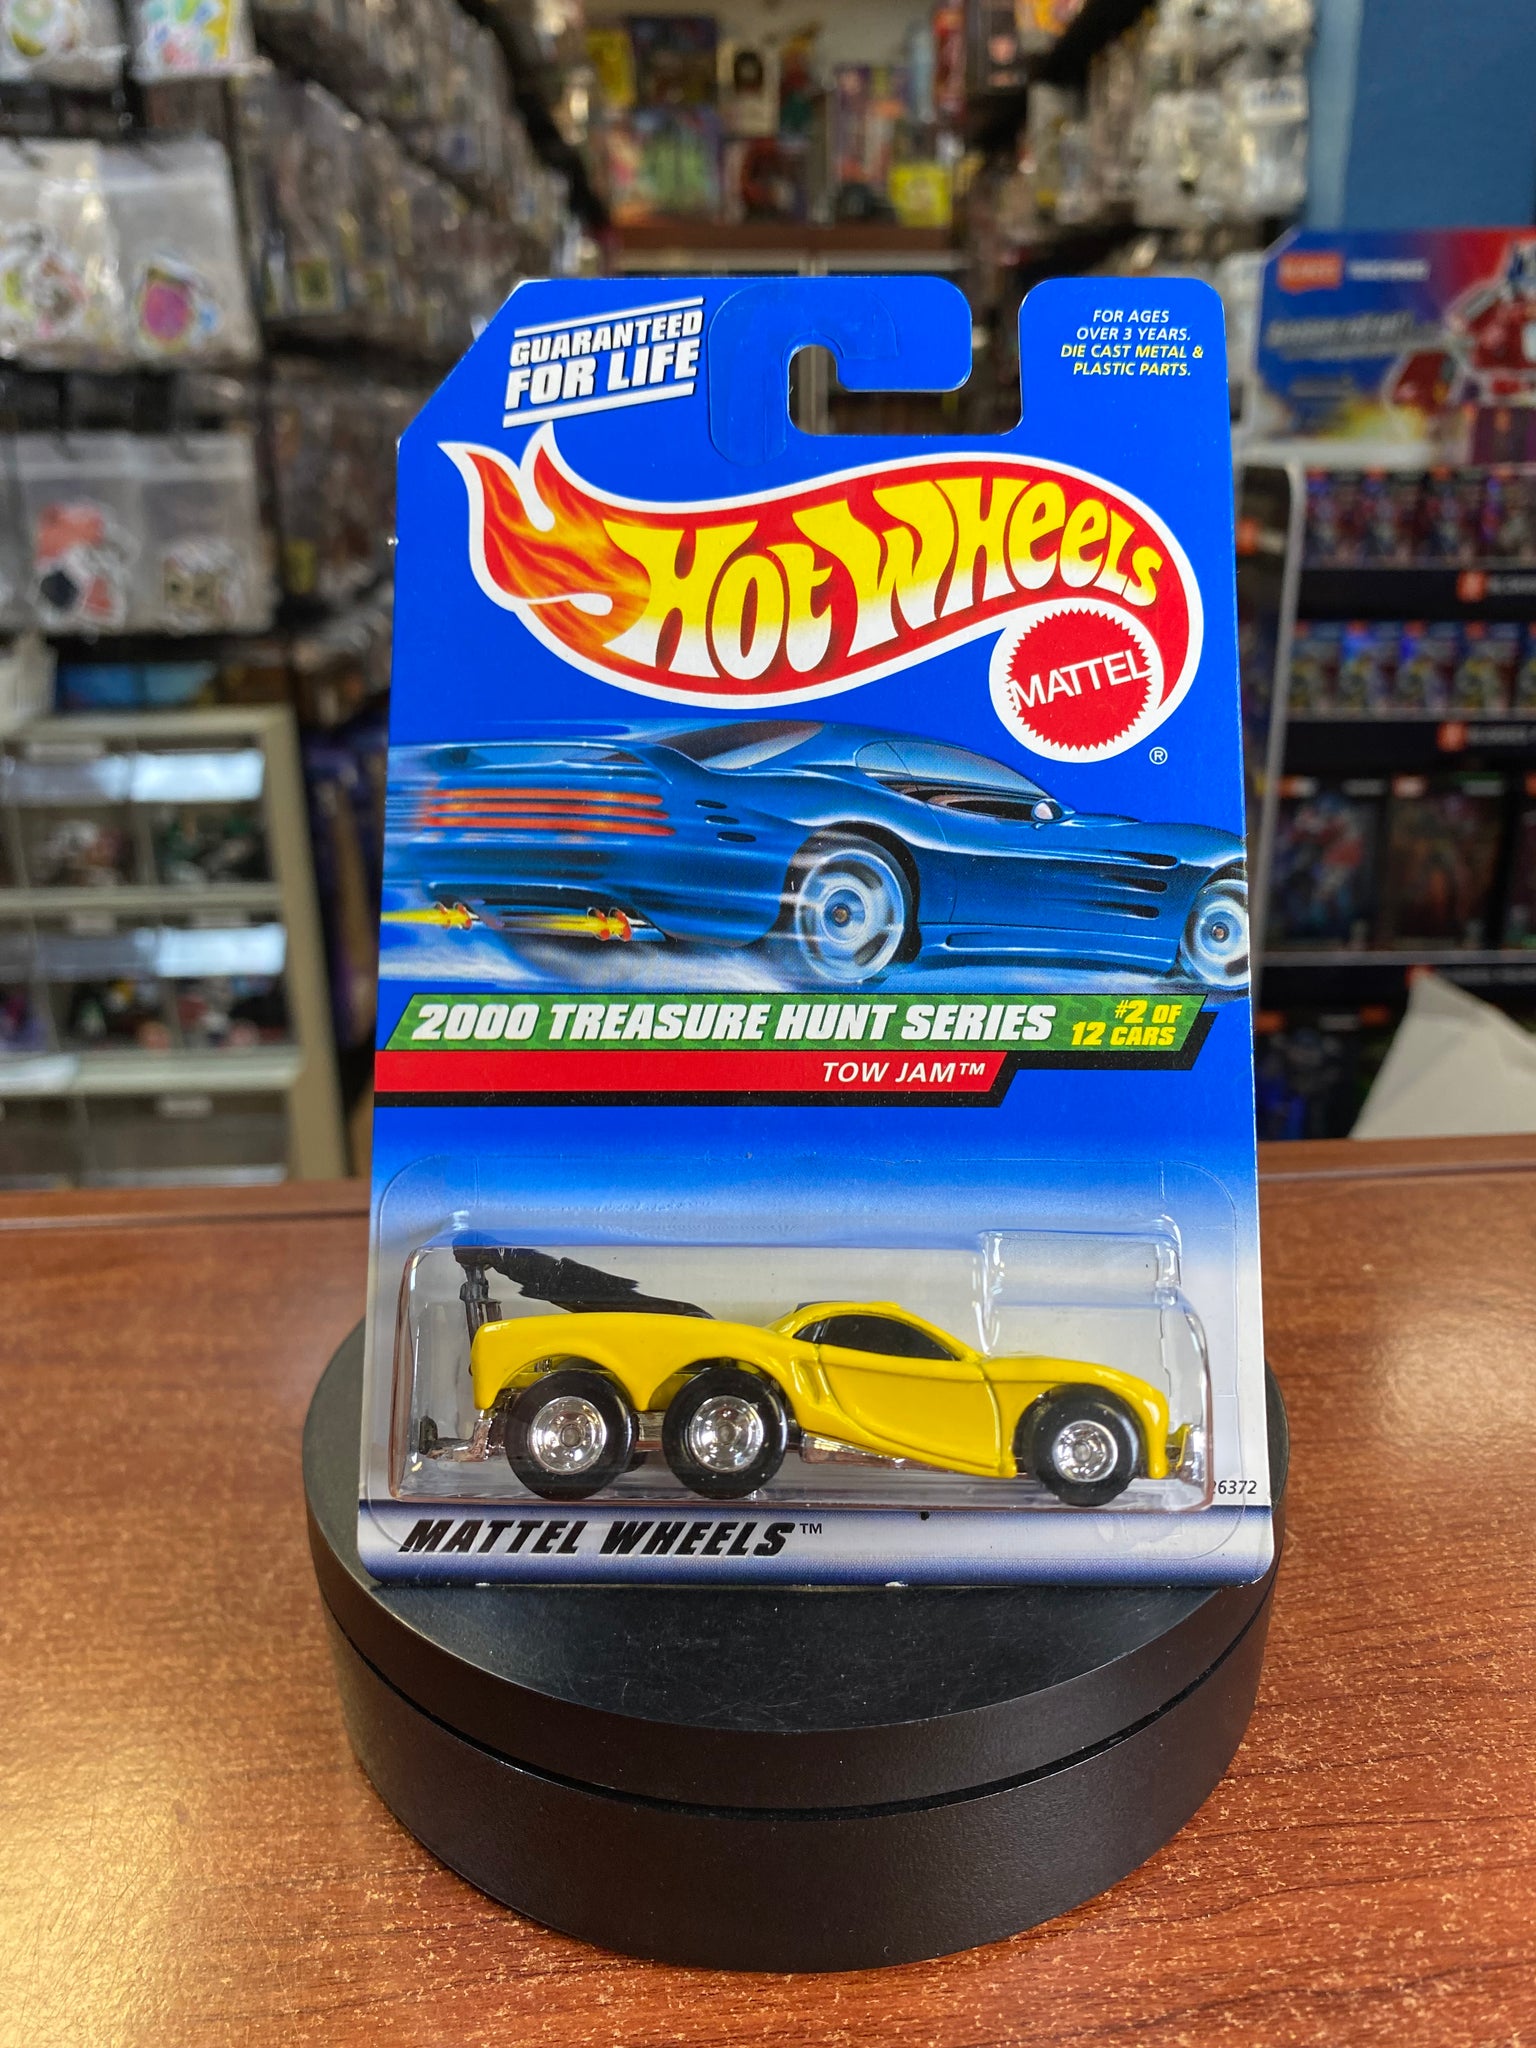 GUARANTEED
FOR LIFE
FOR AGES
OVER 3 YEARS.
DIE CAST METAL &
PLASTIC PARTS.
Hot Wheels
MATTEL
®
2000 TREASURE HUNT SERIES
#2 OF
12 CARS
TOW JAM™
26372
MATTEL WHEELS™